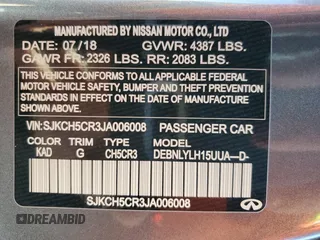 MANUFACTURED BY NISSAN MOTOR CO., LTD
DATE: 07/18 GVWR: 4387 LBS.
GAWR FR: 2326 LBS. RR: 2083 LBS.
THIS VEHICLE CONFORMS TO ALL APPLICABLE FEDERAL MOTOR
VEHICLE SAFETY, BUMPER AND THEFT PREVENTION STANDARDS
IN EFFECT ON THE DATE OF MANUFACTURE SHOWN ABOVE.
VIN: SJKCH5CR3JA006008 PASSENGER CAR
COLOR TRIM MODEL
KAD G CH5CR3 DEBNLYLH15UUA—D-
SJKCH5CR3JA006008
© DREAMBID